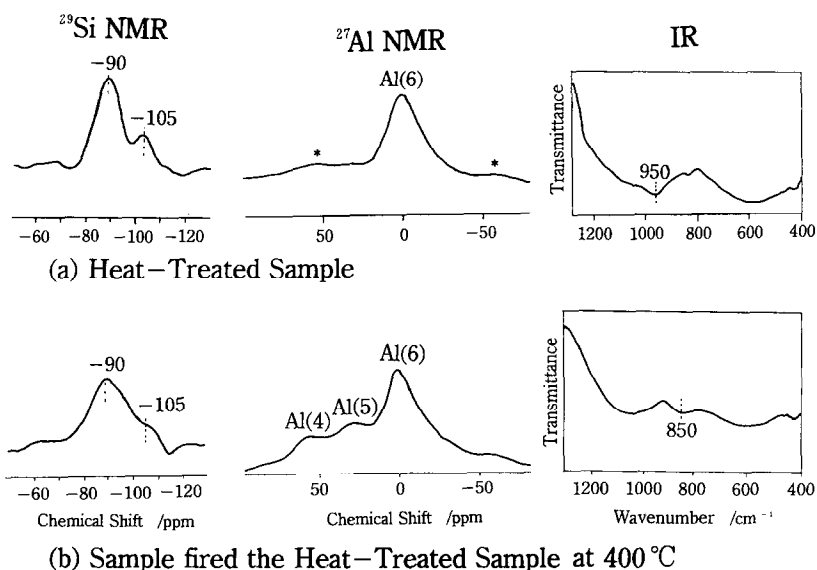 ²⁹Si NMR
²⁷Al NMR
IR
−90
−105
Al(6)
*
*
Transmittance
950
−60 −80 −100 −120
50 0 −50
1200 1000 800 600 400
(a) Heat−Treated Sample
−90
−105
Al(4)
Al(5)
Al(6)
Transmittance
850
−60 −80 −100 −120
50 0 −50
1200 1000 800 600 400
Chemical Shift /ppm
Chemical Shift /ppm
Wavenumber /cm⁻¹
(b) Sample fired the Heat−Treated Sample at 400℃